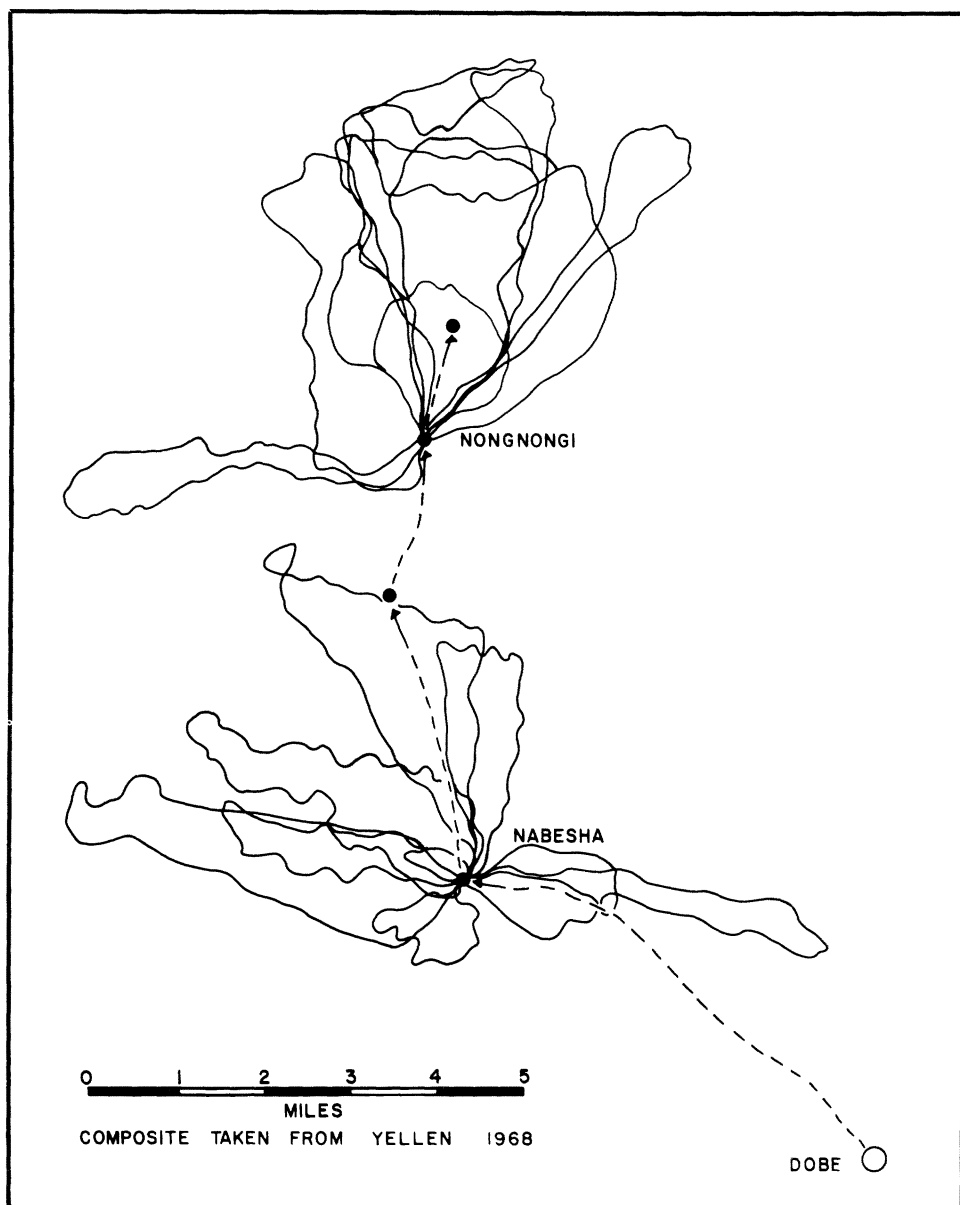 NONGNONGI
NABESHA
0 1 2 3 4 5
MILES
COMPOSITE TAKEN FROM YELLEN 1968
DOBE